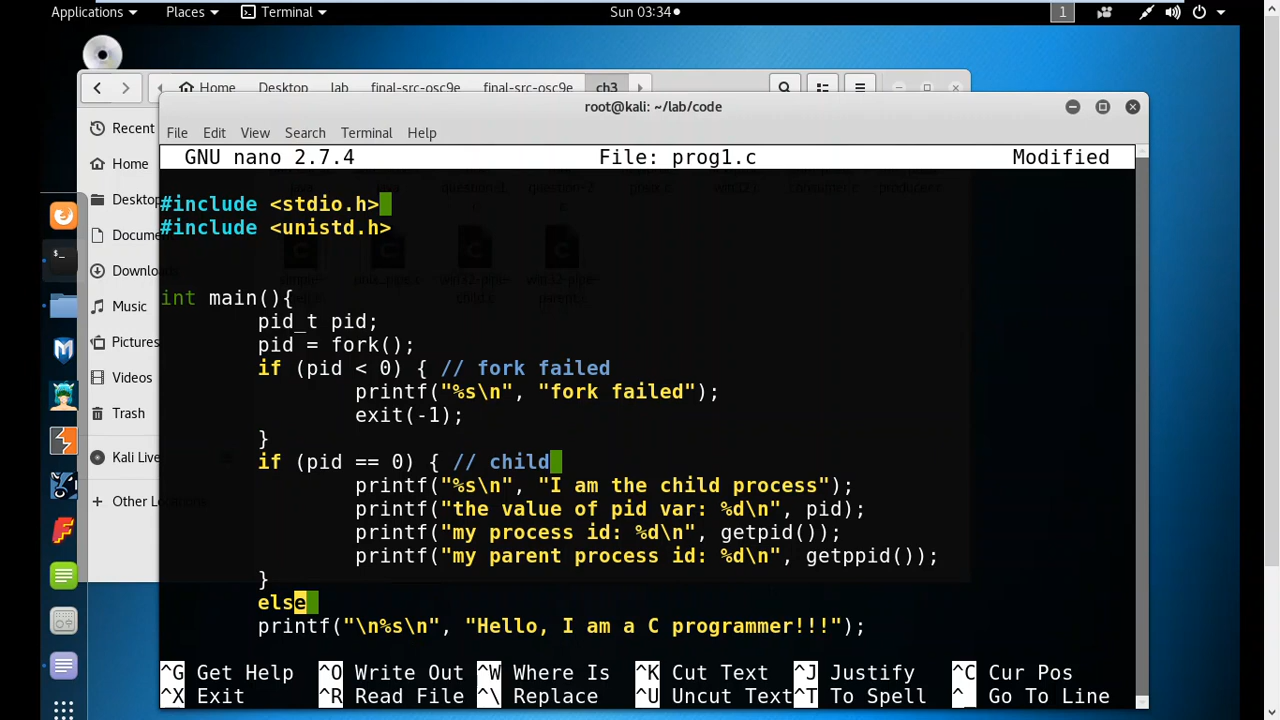 Applications Places Terminal Sun 03:34 1
Home Desktop lab final-src-osc9e final-src-osc9e ch3
root@kali: ~/lab/code
File Edit View Search Terminal Help
GNU nano 2.7.4 File: prog1.c Modified
Recent
Home
Desktop
Docum
Downloads
Music
Pictures
Videos
Trash
Kali Live
Other Locations
#include <stdio.h>
#include <unistd.h>
int main(){
pid_t pid;
pid = fork();
if (pid < 0) { // fork failed
printf("%s\n", "fork failed");
exit(-1);
}
if (pid == 0) { // child
printf("%s\n", "I am the child process");
printf("the value of pid var: %d\n", pid);
printf("my process id: %d\n", getpid());
printf("my parent process id: %d\n", getppid());
}
else
printf("\n%s\n", "Hello, I am a C programmer!!!");
^G Get Help ^O Write Out ^W Where Is ^K Cut Text ^J Justify ^C Cur Pos
^X Exit ^R Read File ^\ Replace ^U Uncut Text ^T To Spell ^_ Go To Line